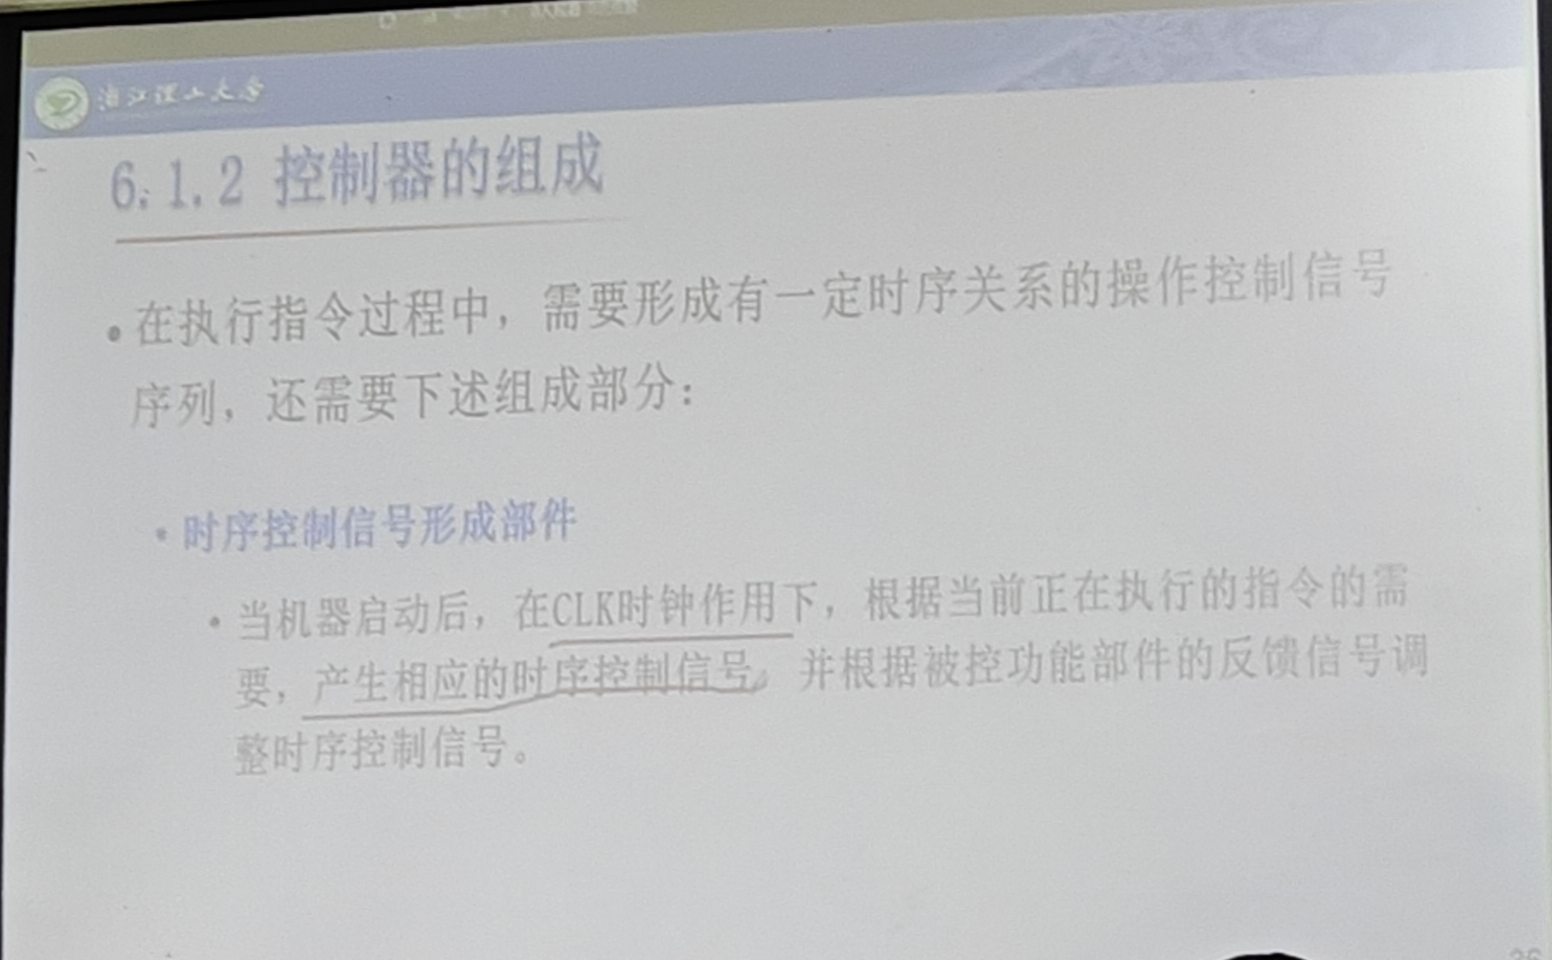 浙江理工大学
6.1.2 控制器的组成
•在执行指令过程中，需要形成有一定时序关系的操作控制信号
序列，还需要下述组成部分：
• 时序控制信号形成部件
• 当机器启动后，在CLK时钟作用下，根据当前正在执行的指令的需
要，产生相应的时序控制信号，并根据被控功能部件的反馈信号调
整时序控制信号。